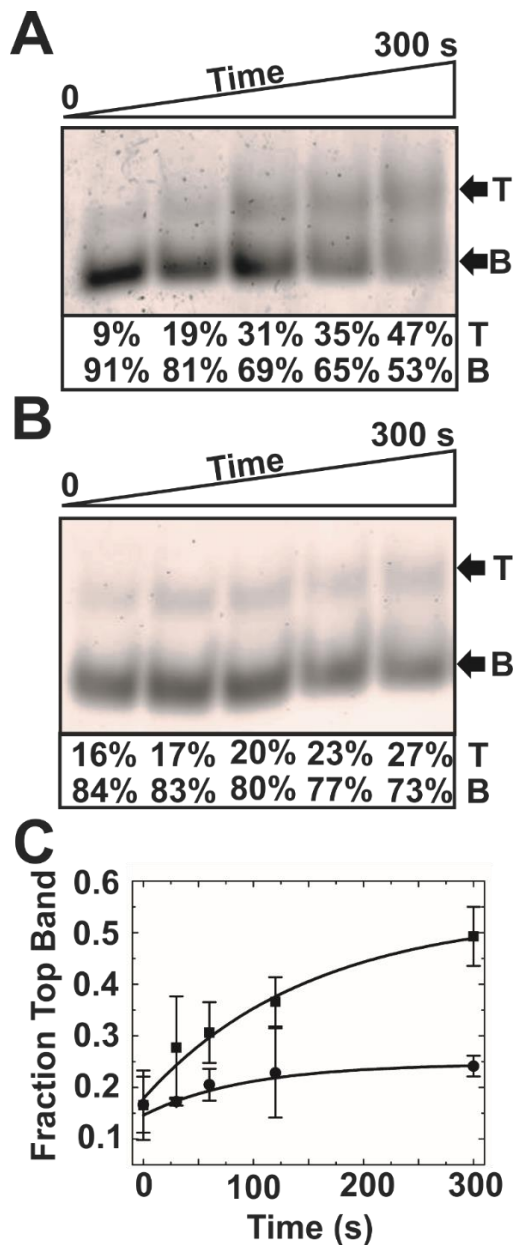 A
300 s
Time
0
T
B
9% 19% 31% 35% 47% T
91% 81% 69% 65% 53% B
B
300 s
Time
0
T
B
16% 17% 20% 23% 27% T
84% 83% 80% 77% 73% B
C
0.6
0.5
0.4
0.3
0.2
0.1
Fraction Top Band
0 100 200 300
Time (s)